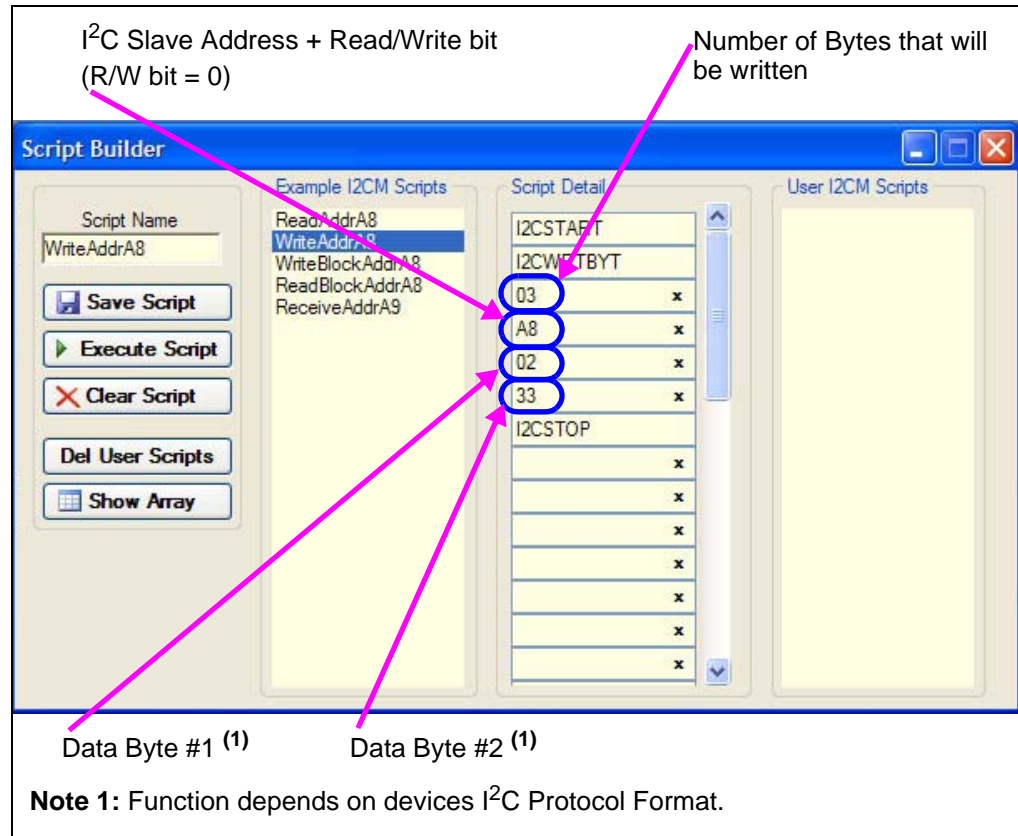 I2C Slave Address + Read/Write bit
(R/W bit = 0)
Number of Bytes that will
be written
Script Builder
Script Name
WriteAddrA8
Save Script
Execute Script
Clear Script
Del User Scripts
Show Array
Example I2CM Scripts
ReadAddrA8
WriteAddrA8
WriteBlockAddrA8
ReadBlockAddrA8
ReceiveAddrA9
Script Detail
I2CSTART
I2CWRTBYT
03 x
A8 x
02 x
33 x
I2CSTOP
x
x
x
x
x
x
x
User I2CM Scripts
Data Byte #1 (1)
Data Byte #2 (1)
Note 1: Function depends on devices I2C Protocol Format.